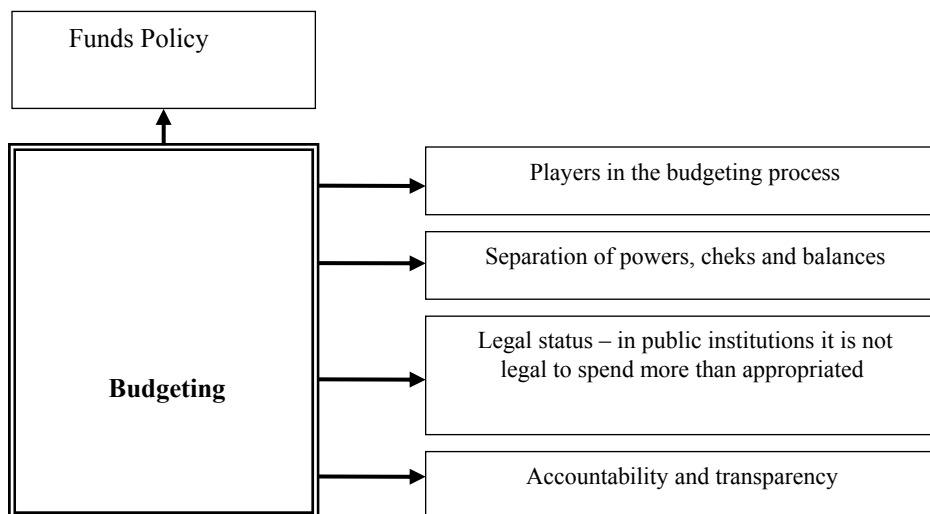 Funds Policy
Players in the budgeting process
Separation of powers, cheks and balances
Legal status – in public institutions it is not
legal to spend more than appropriated
Budgeting
Accountability and transparency